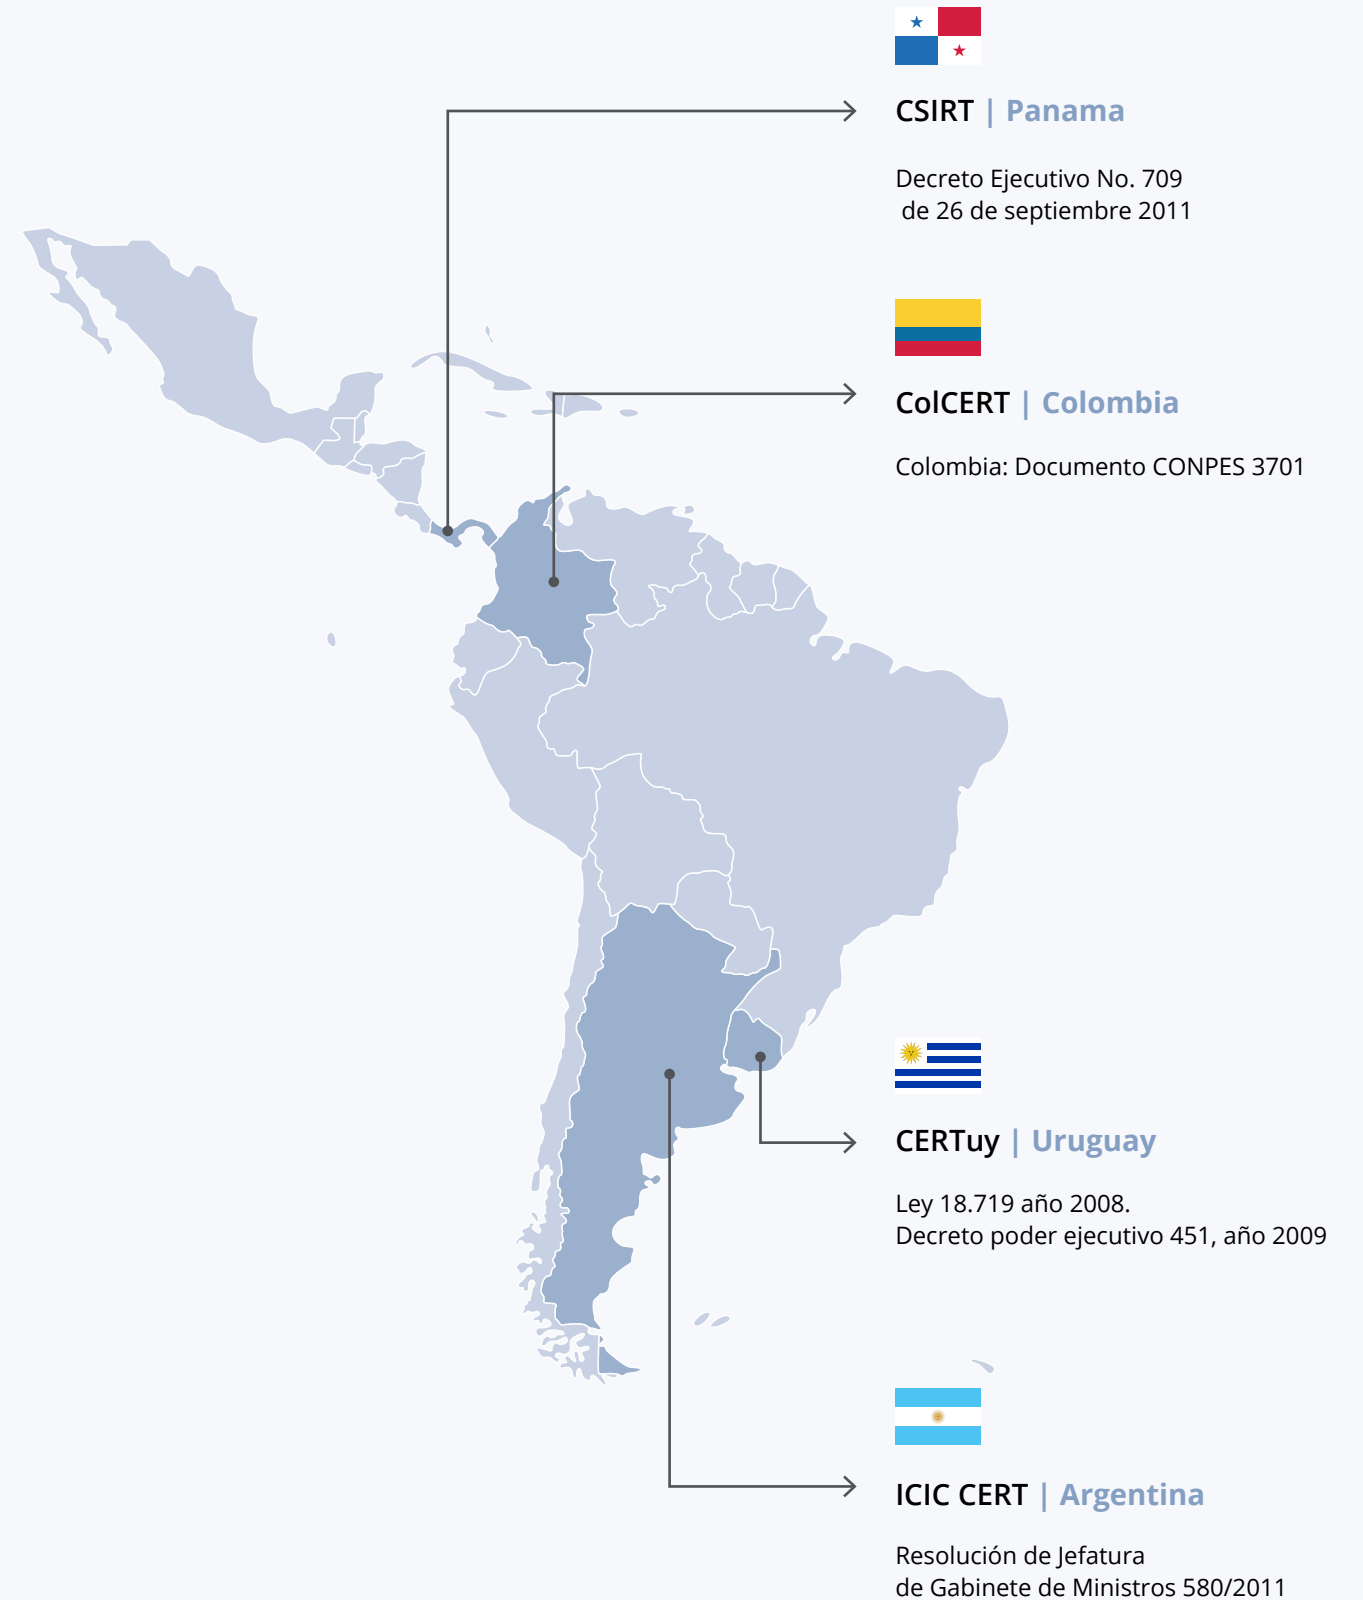 CSIRT | Panama
Decreto Ejecutivo No. 709
de 26 de septiembre 2011
ColCERT | Colombia
Colombia: Documento CONPES 3701
CERTuy | Uruguay
Ley 18.719 año 2008.
Decreto poder ejecutivo 451, año 2009
ICIC CERT | Argentina
Resolución de Jefatura
de Gabinete de Ministros 580/2011